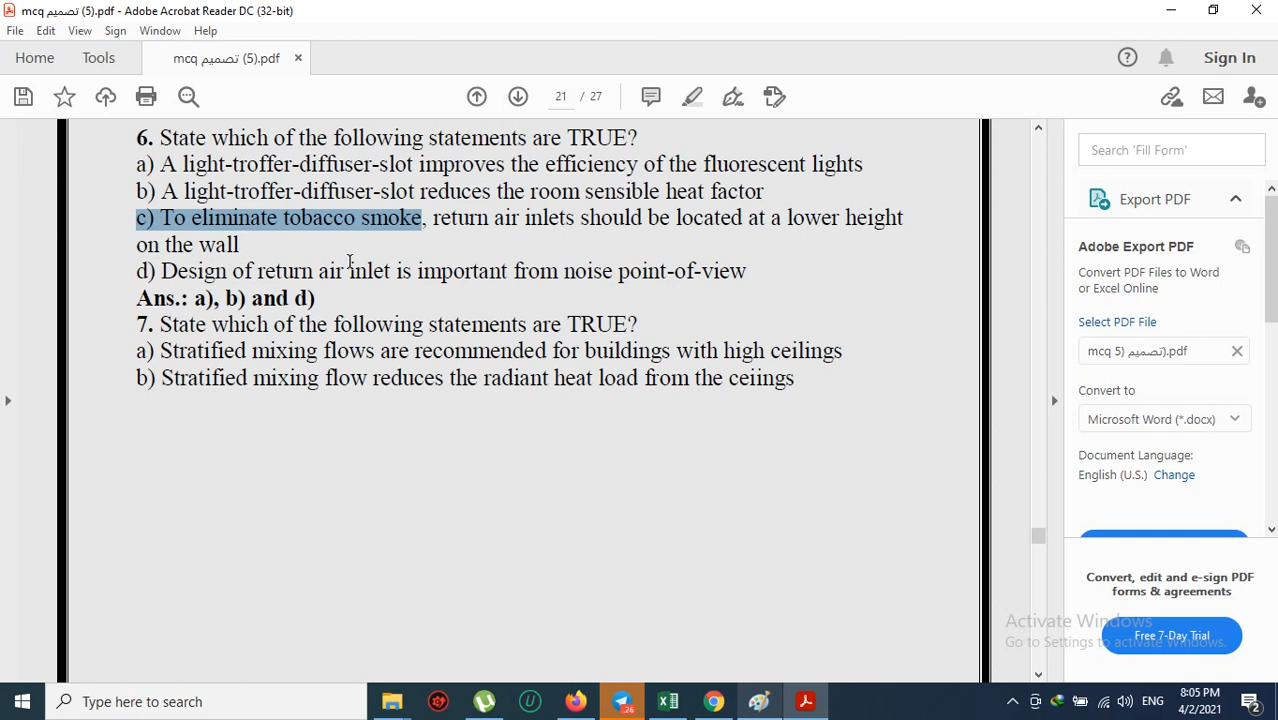 mcq تصميم (5).pdf - Adobe Acrobat Reader DC (32-bit)
File Edit View Sign Window Help
Home Tools mcq تصميم (5).pdf × Sign In
21 / 27
6. State which of the following statements are TRUE?
a) A light-troffer-diffuser-slot improves the efficiency of the fluorescent lights
b) A light-troffer-diffuser-slot reduces the room sensible heat factor
c) To eliminate tobacco smoke, return air inlets should be located at a lower height
on the wall
d) Design of return air inlet is important from noise point-of-view
Ans.: a), b) and d)
7. State which of the following statements are TRUE?
a) Stratified mixing flows are recommended for buildings with high ceilings
b) Stratified mixing flow reduces the radiant heat load from the ceiings
Search 'Fill Form'
Export PDF
Adobe Export PDF
Convert PDF Files to Word
or Excel Online
Select PDF File
mcq تصميم (5).pdf
Convert to
Microsoft Word (*.docx)
Document Language:
English (U.S.) Change
Convert, edit and e-sign PDF
forms & agreements
Free 7-Day Trial
Activate Windows
Go to Settings to activate Windows.
Type here to search
26
ENG
8:05 PM
4/2/2021
2